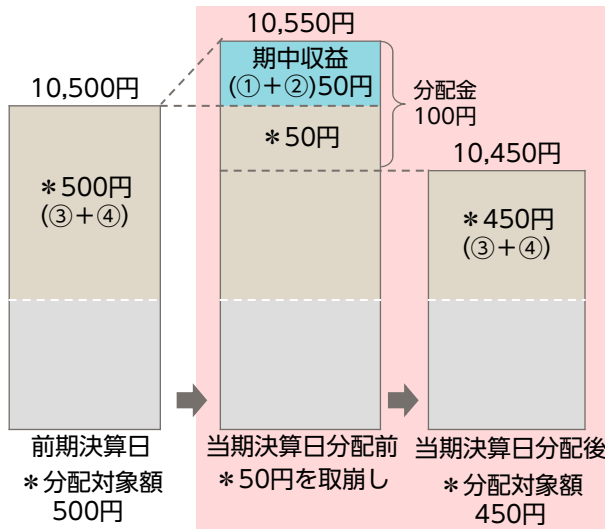 10,500円
＊500円
(③＋④)
前期決算日
＊分配対象額
500円
10,550円
期中収益
(①＋②)50円
＊50円
分配金
100円
当期決算日分配前
＊50円を取崩し
10,450円
＊450円
(③＋④)
当期決算日分配後
＊分配対象額
450円